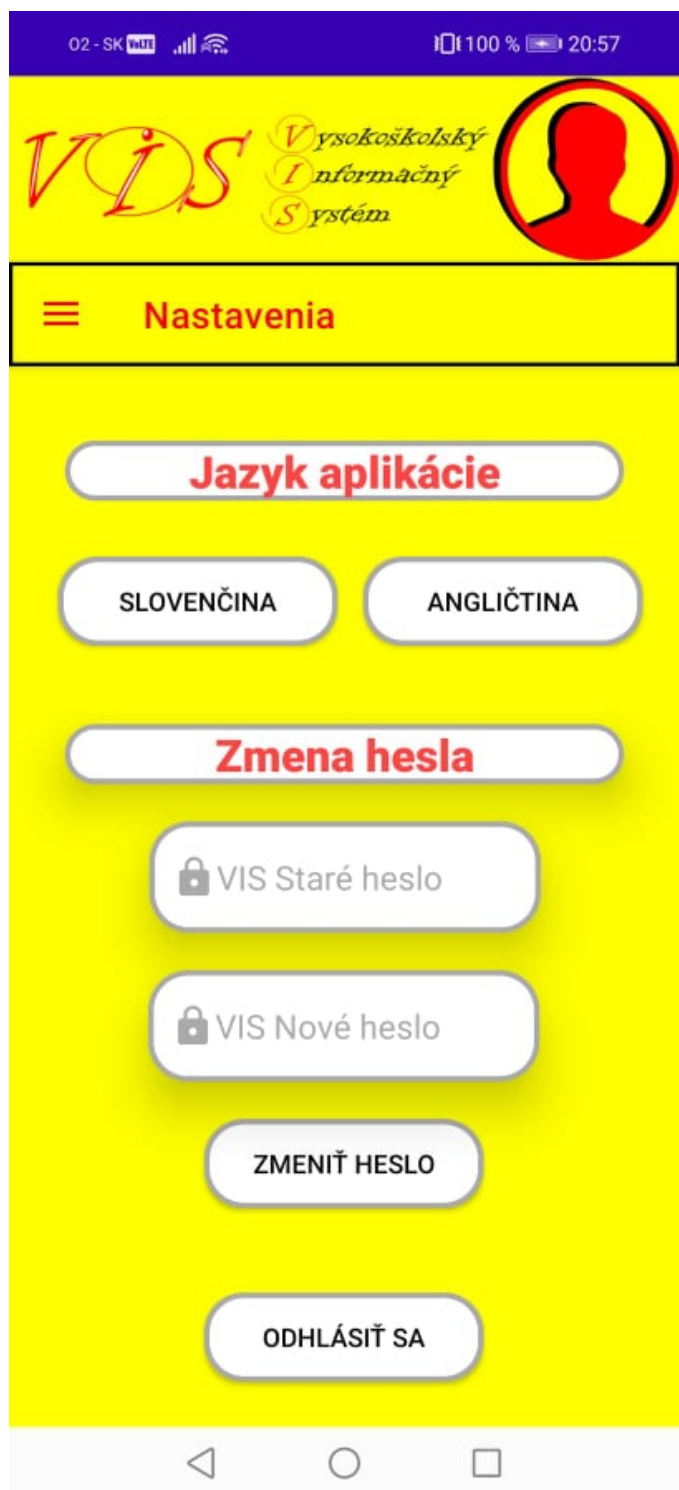 O2 - SK VoLTE 100 % 20:57
VIS
Vysokoškolský
Informačný
Systém
Nastavenia
Jazyk aplikácie
SLOVENČINA ANGLIČTINA
Zmena hesla
VIS Staré heslo
VIS Nové heslo
ZMENIŤ HESLO
ODHLÁSIŤ SA